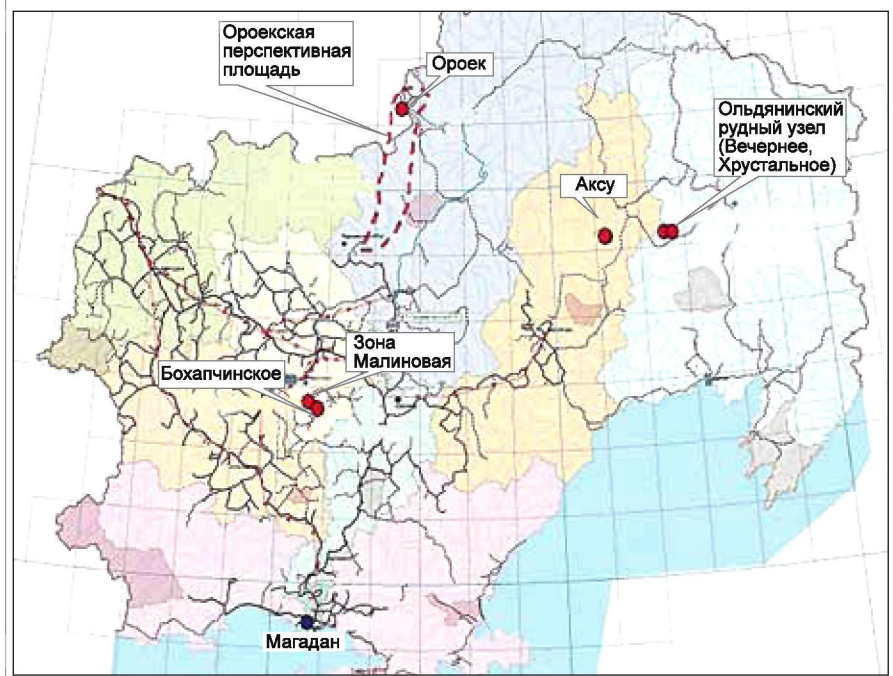 Ороекская
перспективная
площадь
Ороек
Ольдянинский
рудный узел
(Вечернее,
Хрустальное)
Аксу
Зона
Малиновая
Бохапчинское
Магадан